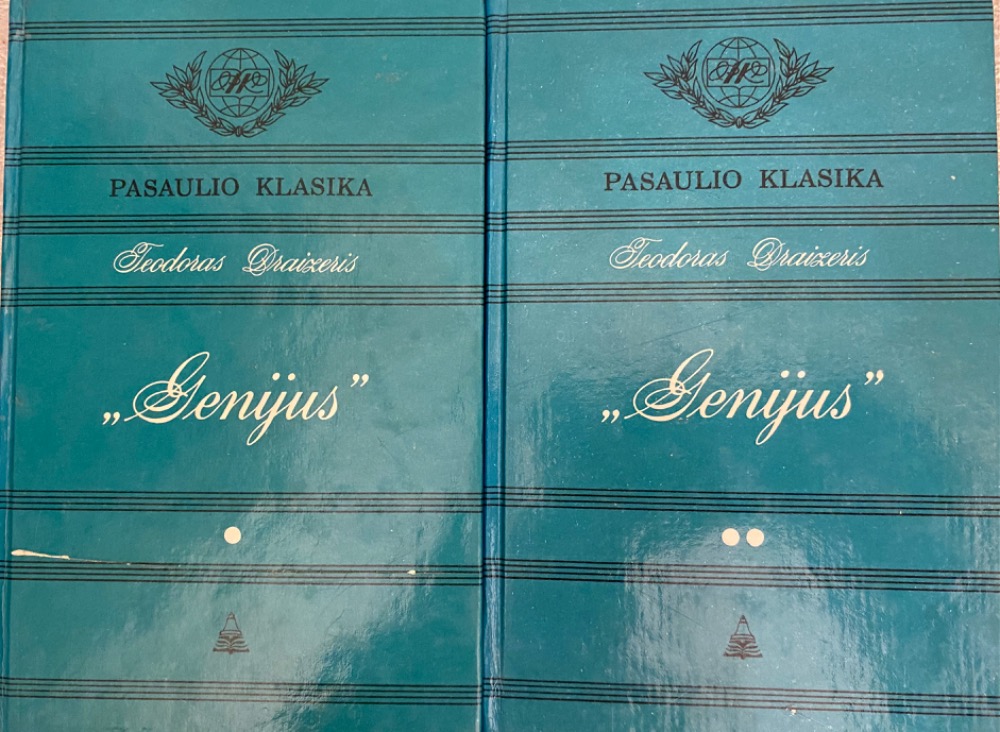 PASAULIO KLASIKA
Teodoras Draizeris
„Genijus”
PASAULIO KLASIKA
Teodoras Draizeris
„Genijus”